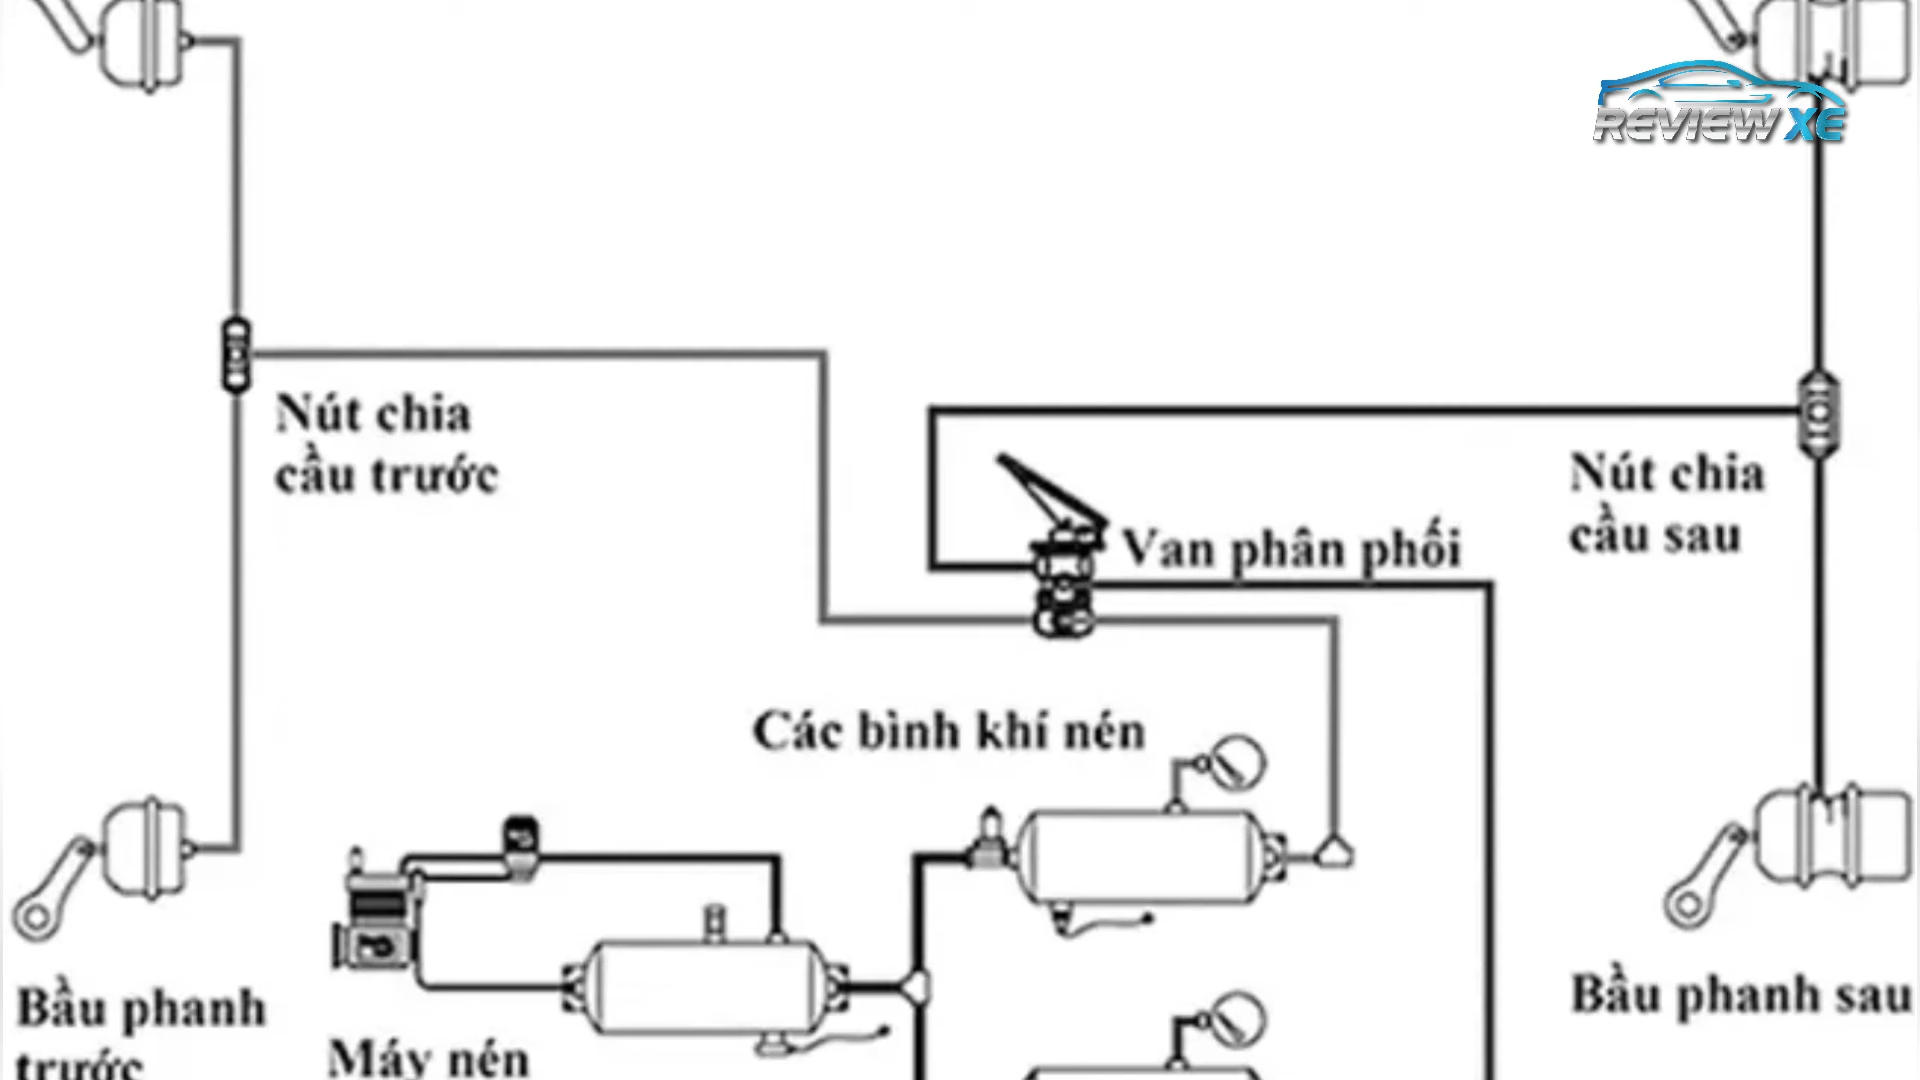 REVIEW XE
Nút chia
cầu trước
Nút chia
cầu sau
Van phân phối
Các bình khí nén
Bầu phanh
trước
Máy nén
Bầu phanh sau